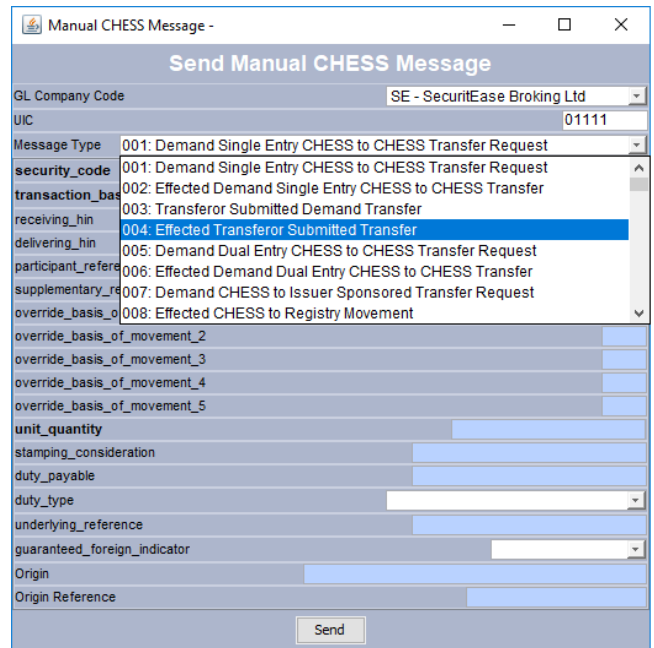 Manual CHESS Message -
Send Manual CHESS Message
GL Company Code SE - SecuritEase Broking Ltd
UIC 01111
Message Type 001: Demand Single Entry CHESS to CHESS Transfer Request
security_code 001: Demand Single Entry CHESS to CHESS Transfer Request
002: Effected Demand Single Entry CHESS to CHESS Transfer
transaction_bas 003: Transferor Submitted Demand Transfer
receiving_hin 004: Effected Transferor Submitted Transfer
delivering_hin 005: Demand Dual Entry CHESS to CHESS Transfer Request
participant_refere 006: Effected Demand Dual Entry CHESS to CHESS Transfer
supplementary_re 007: Demand CHESS to Issuer Sponsored Transfer Request
override_basis_o 008: Effected CHESS to Registry Movement
override_basis_of_movement_2
override_basis_of_movement_3
override_basis_of_movement_4
override_basis_of_movement_5
unit_quantity
stamping_consideration
duty_payable
duty_type
underlying_reference
guaranteed_foreign_indicator
Origin
Origin Reference
Send